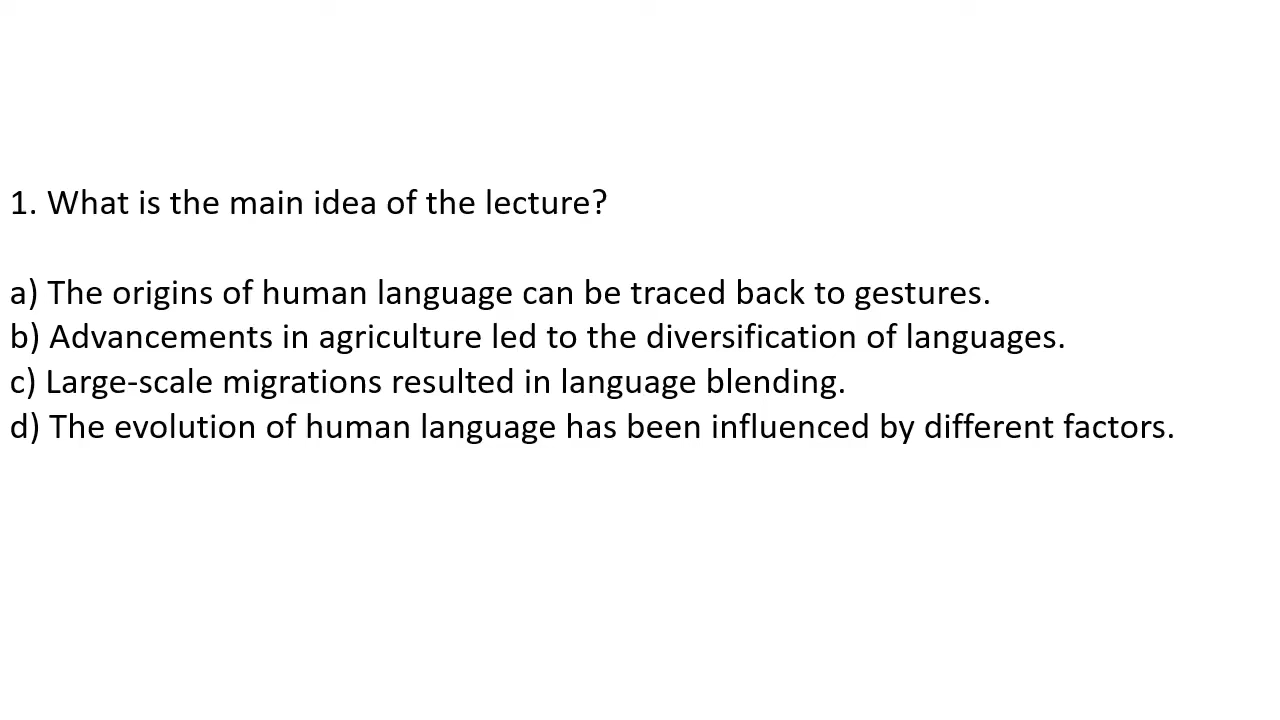 1. What is the main idea of the lecture?
a) The origins of human language can be traced back to gestures.
b) Advancements in agriculture led to the diversification of languages.
c) Large-scale migrations resulted in language blending.
d) The evolution of human language has been influenced by different factors.